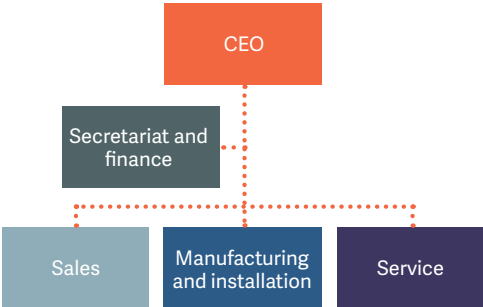 CEO
Secretariat and
finance
Sales
Manufacturing
and installation
Service